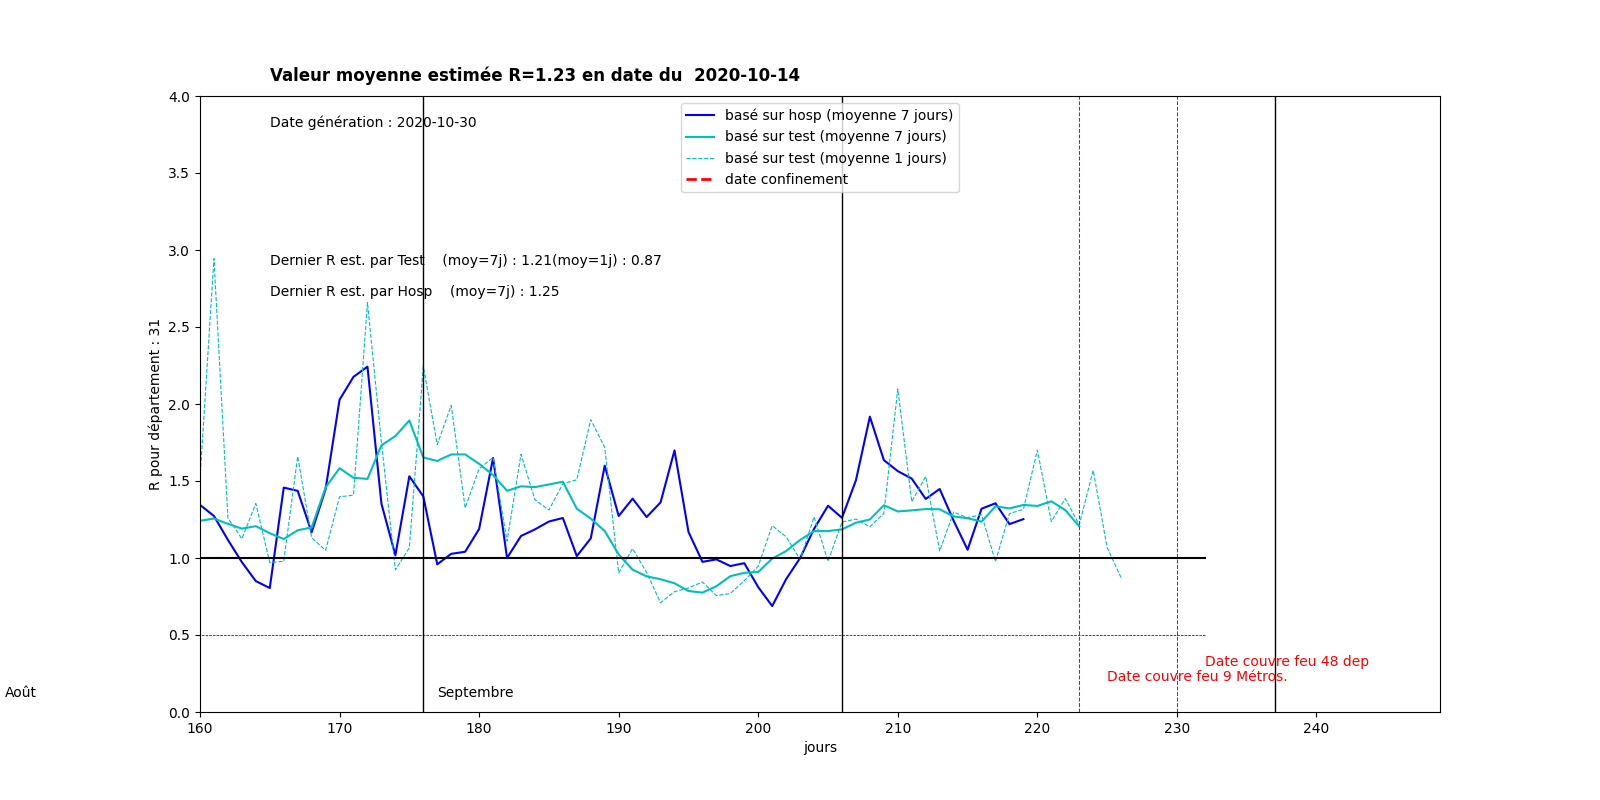 Valeur moyenne estimée R=1.23 en date du  2020-10-14
4.0
Date génération : 2020-10-30
basé sur hosp (moyenne 7 jours)
basé sur test (moyenne 7 jours)
basé sur test (moyenne 1 jours)
date confinement
3.5
3.0
Dernier R est. par Test    (moy=7j) : 1.21(moy=1j) : 0.87
Dernier R est. par Hosp    (moy=7j) : 1.25
2.5
R pour département : 31
2.0
1.5
1.0
0.5
Date couvre feu 48 dep
Date couvre feu 9 Métros.
Août
Septembre
0.0
160 170 180 190 200 210 220 230 240
jours